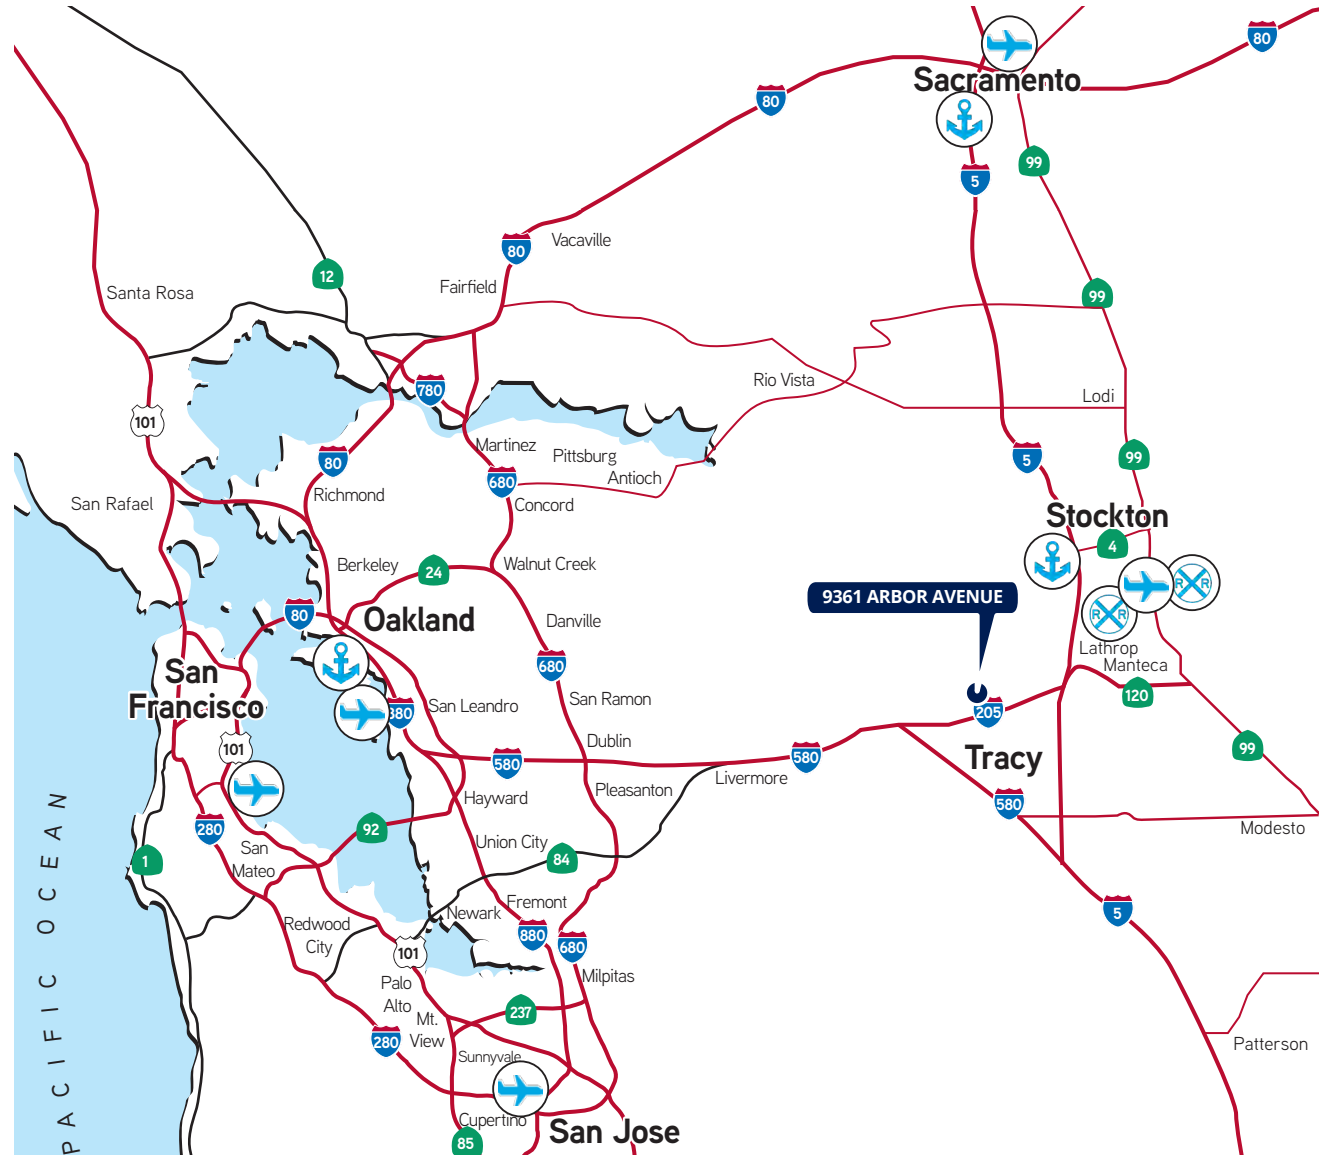 80
Sacramento
80
99
5
Vacaville
80
12
Fairfield
Santa Rosa
99
Rio Vista
780
Lodi
101
Martinez
Pittsburg
Antioch
80
5
99
680
Richmond
Concord
San Rafael
Stockton
4
Berkeley
24
Walnut Creek
R R
9361 ARBOR AVENUE
R R
80
Oakland
Danville
Lathrop
Manteca
680
San
Francisco
San Ramon
120
205
880
San Leandro
Dublin
101
580
580
Tracy
99
Livermore
Pleasanton
Hayward
580
280
92
Modesto
Union City
San
Mateo
84
1
Fremont
Newark
5
Redwood
City
880
680
101
PACIFIC OCEAN
Milpitas
Palo
Alto
Mt.
View
237
280
Patterson
Sunnyvale
Cupertino
San Jose
85